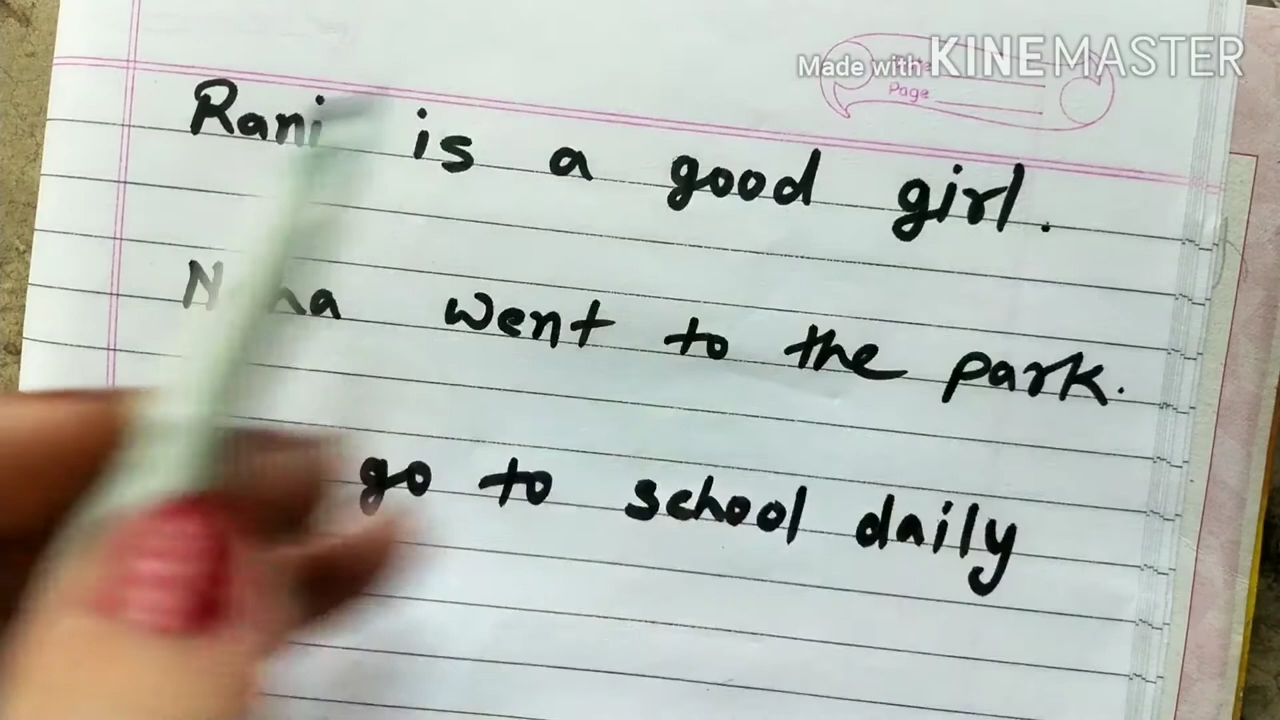 Made with KINEMASTER
Page
Rani is a good girl.
went to the park.
go to school daily